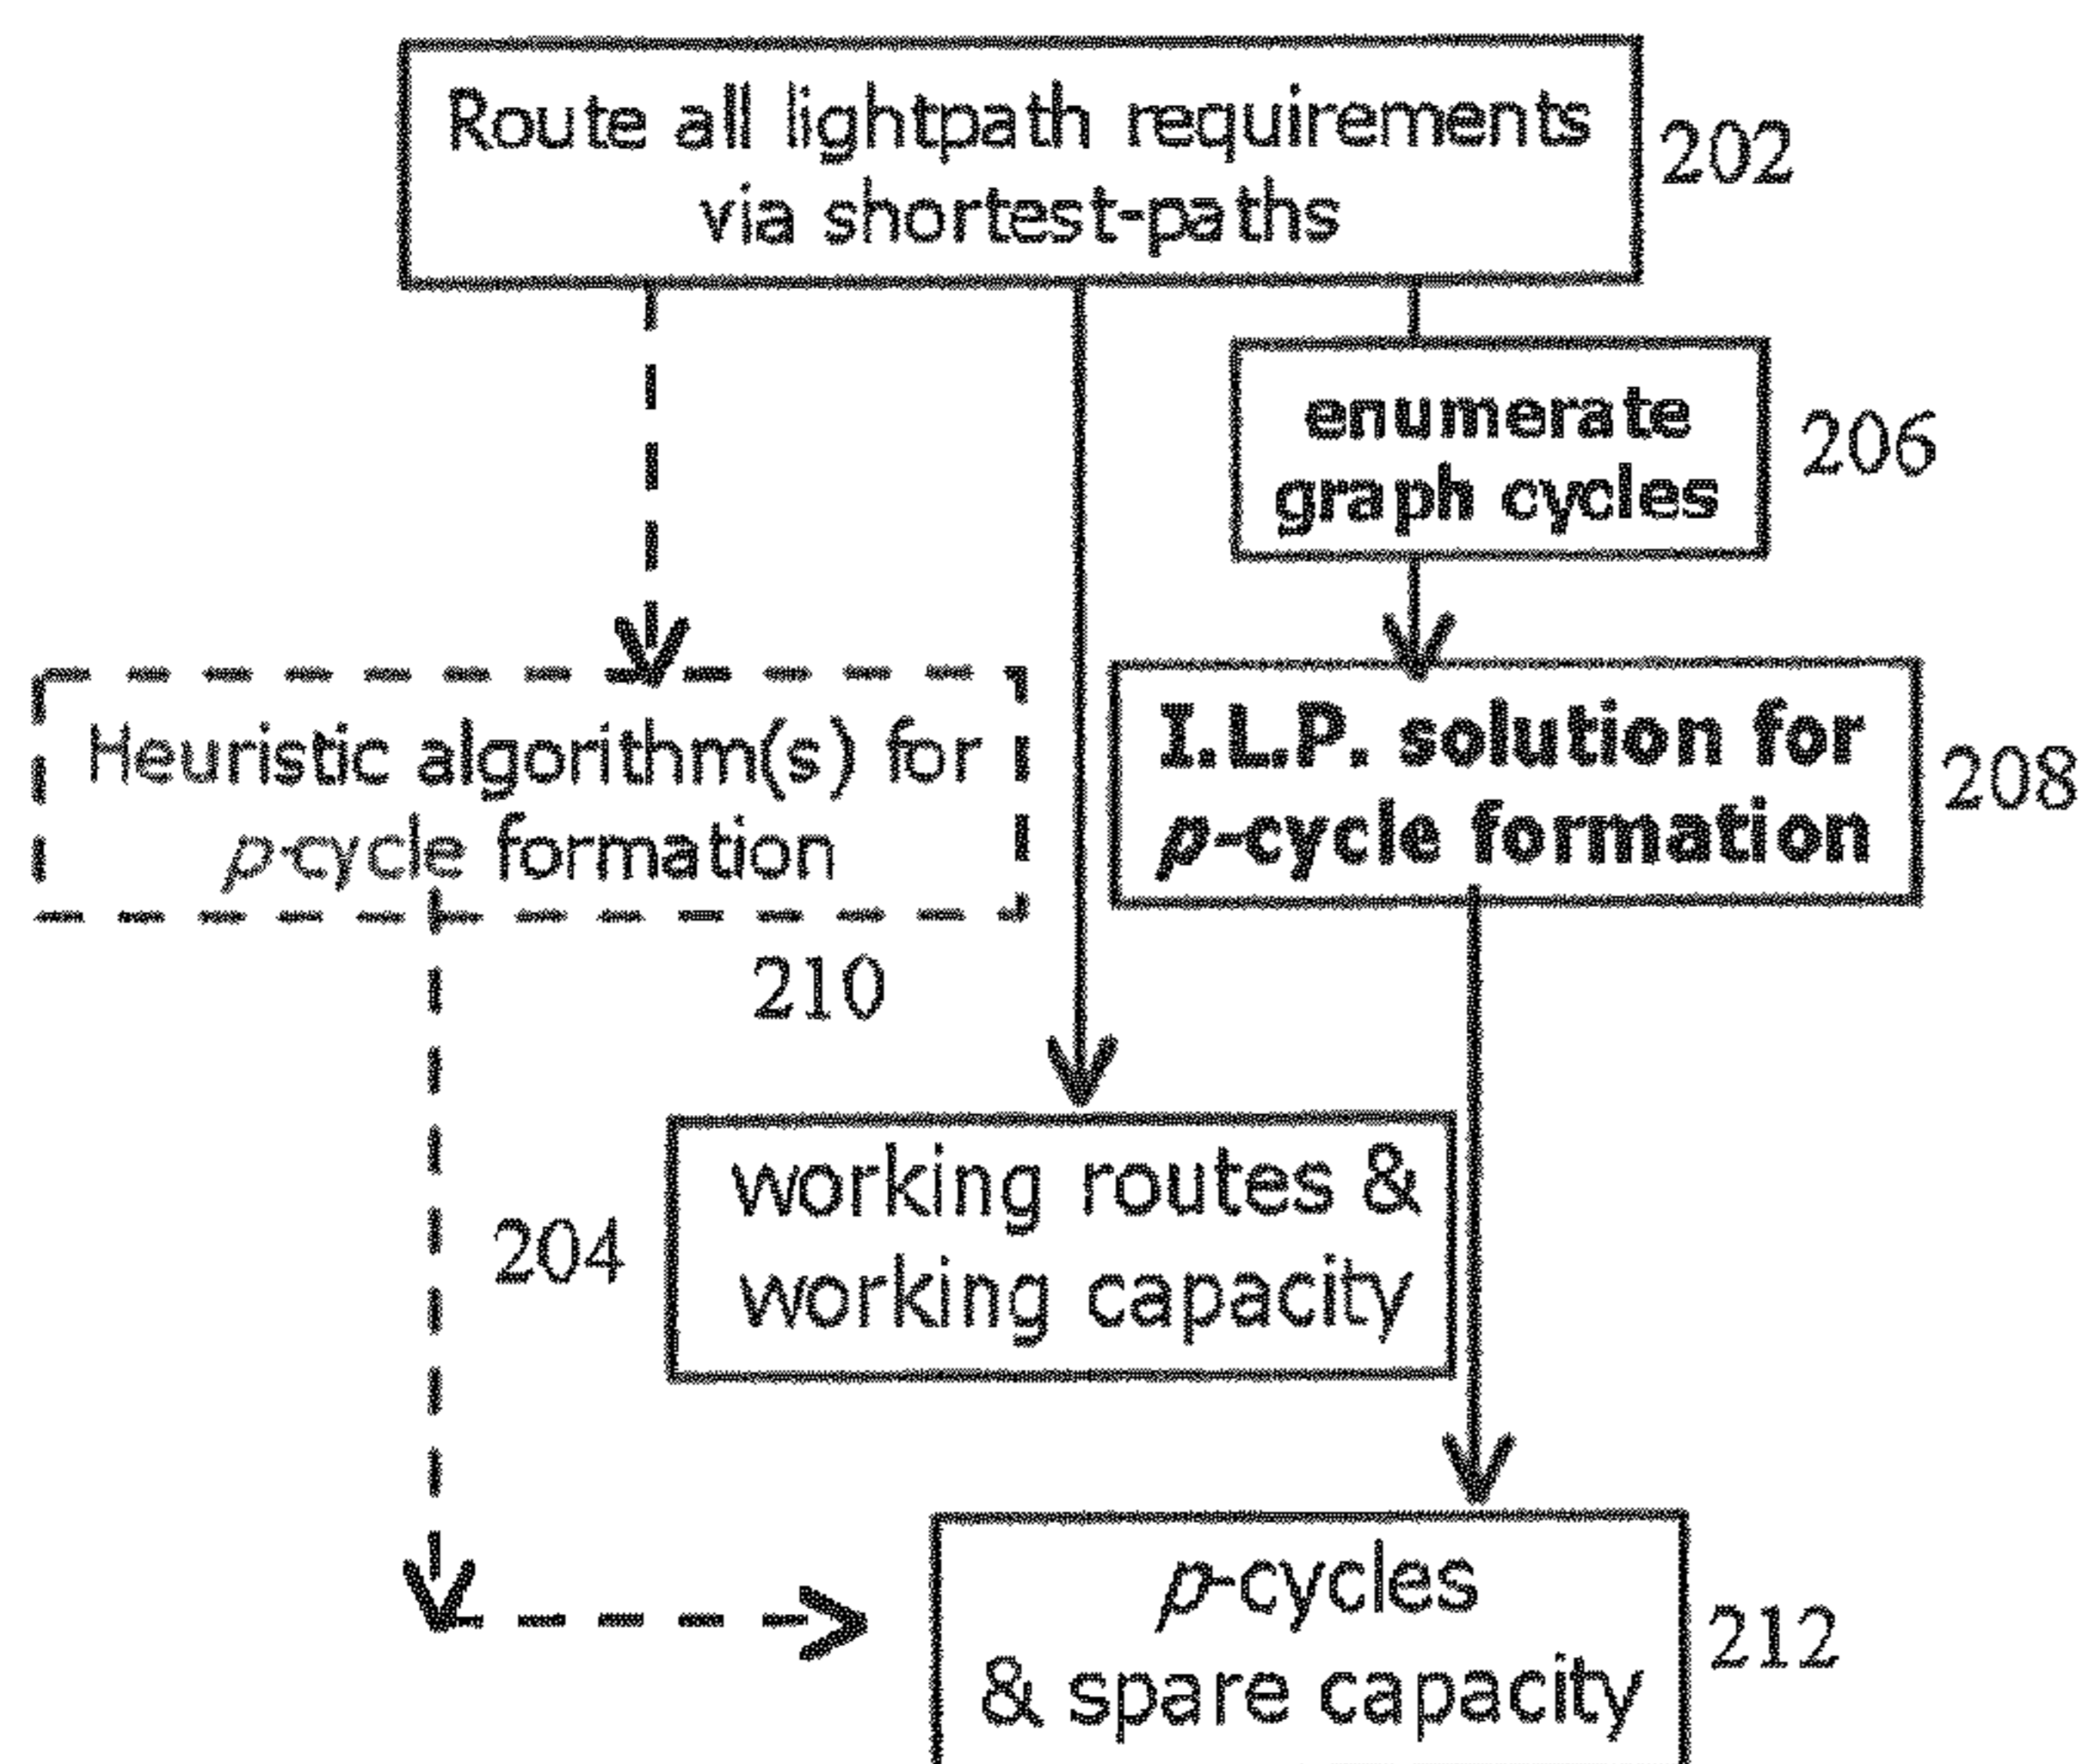 Route all lightpath requirements
via shortest-paths
202
enumerate
graph cycles
206
Heuristic algorithm(s) for
p-cycle formation
210
I.L.P. solution for
p-cycle formation
208
working routes &
working capacity
204
p-cycles
& spare capacity
212